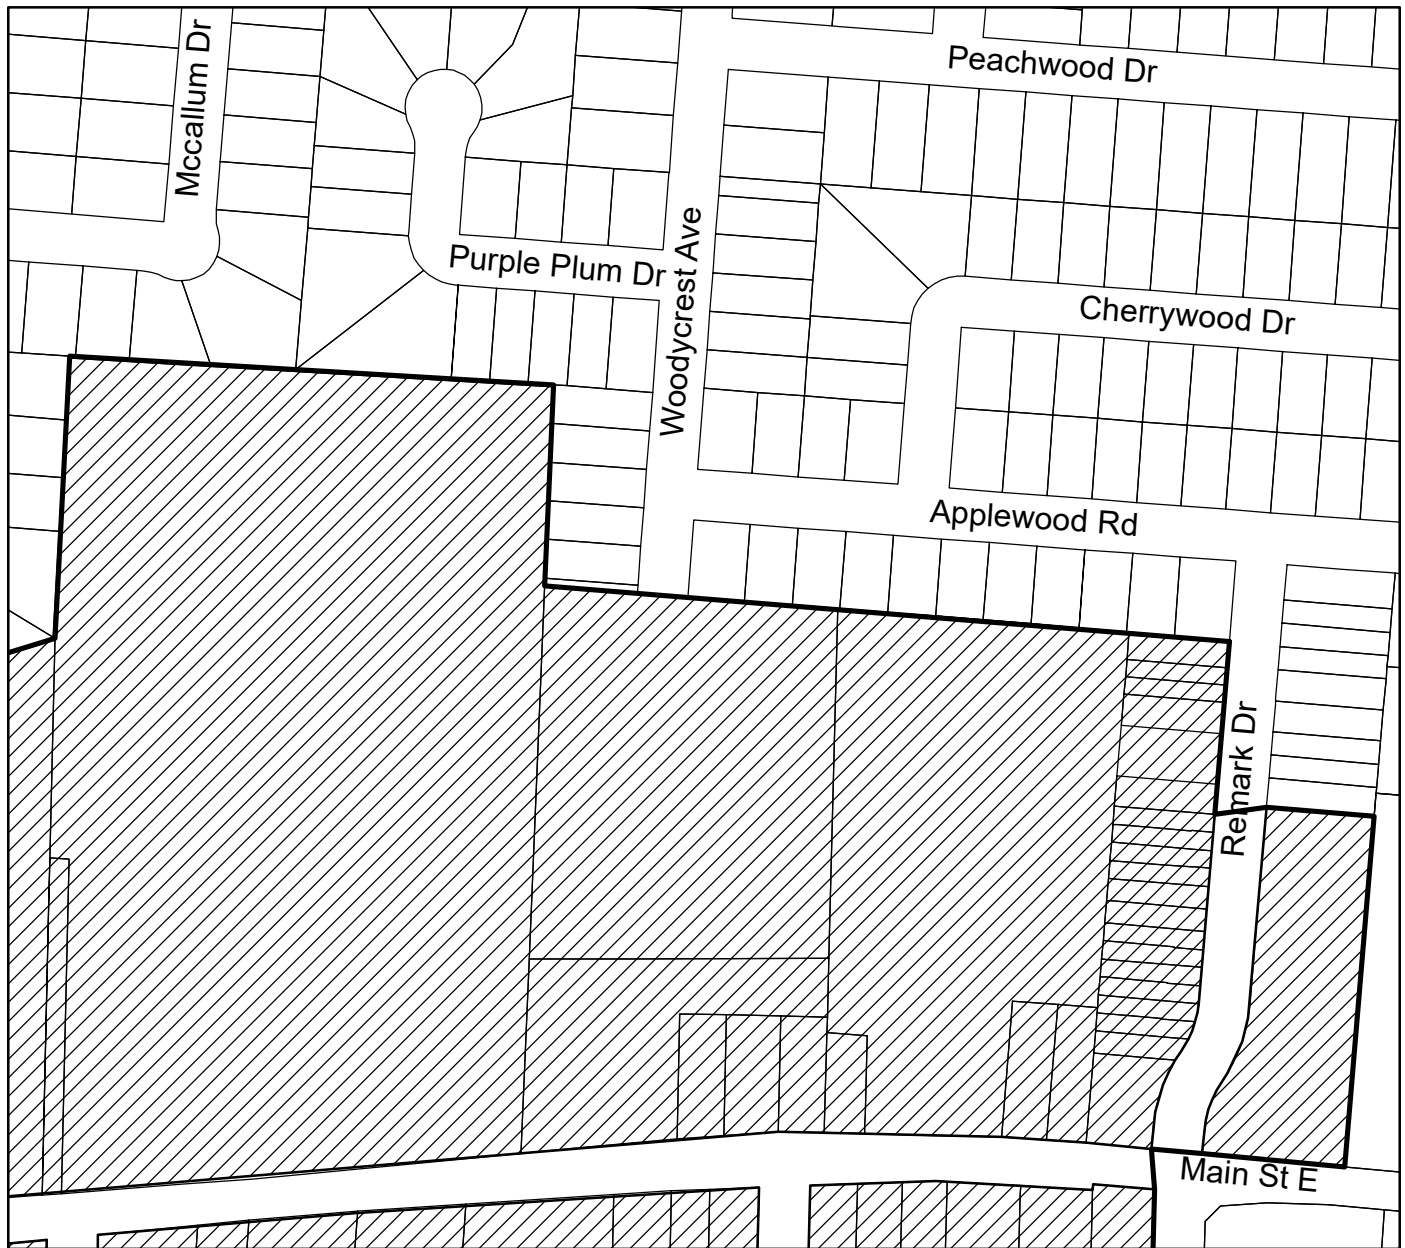 Mccallum Dr
Peachwood Dr
Purple Plum Dr
Woodycrest Ave
Cherrywood Dr
Applewood Rd
Remark Dr
Main St E